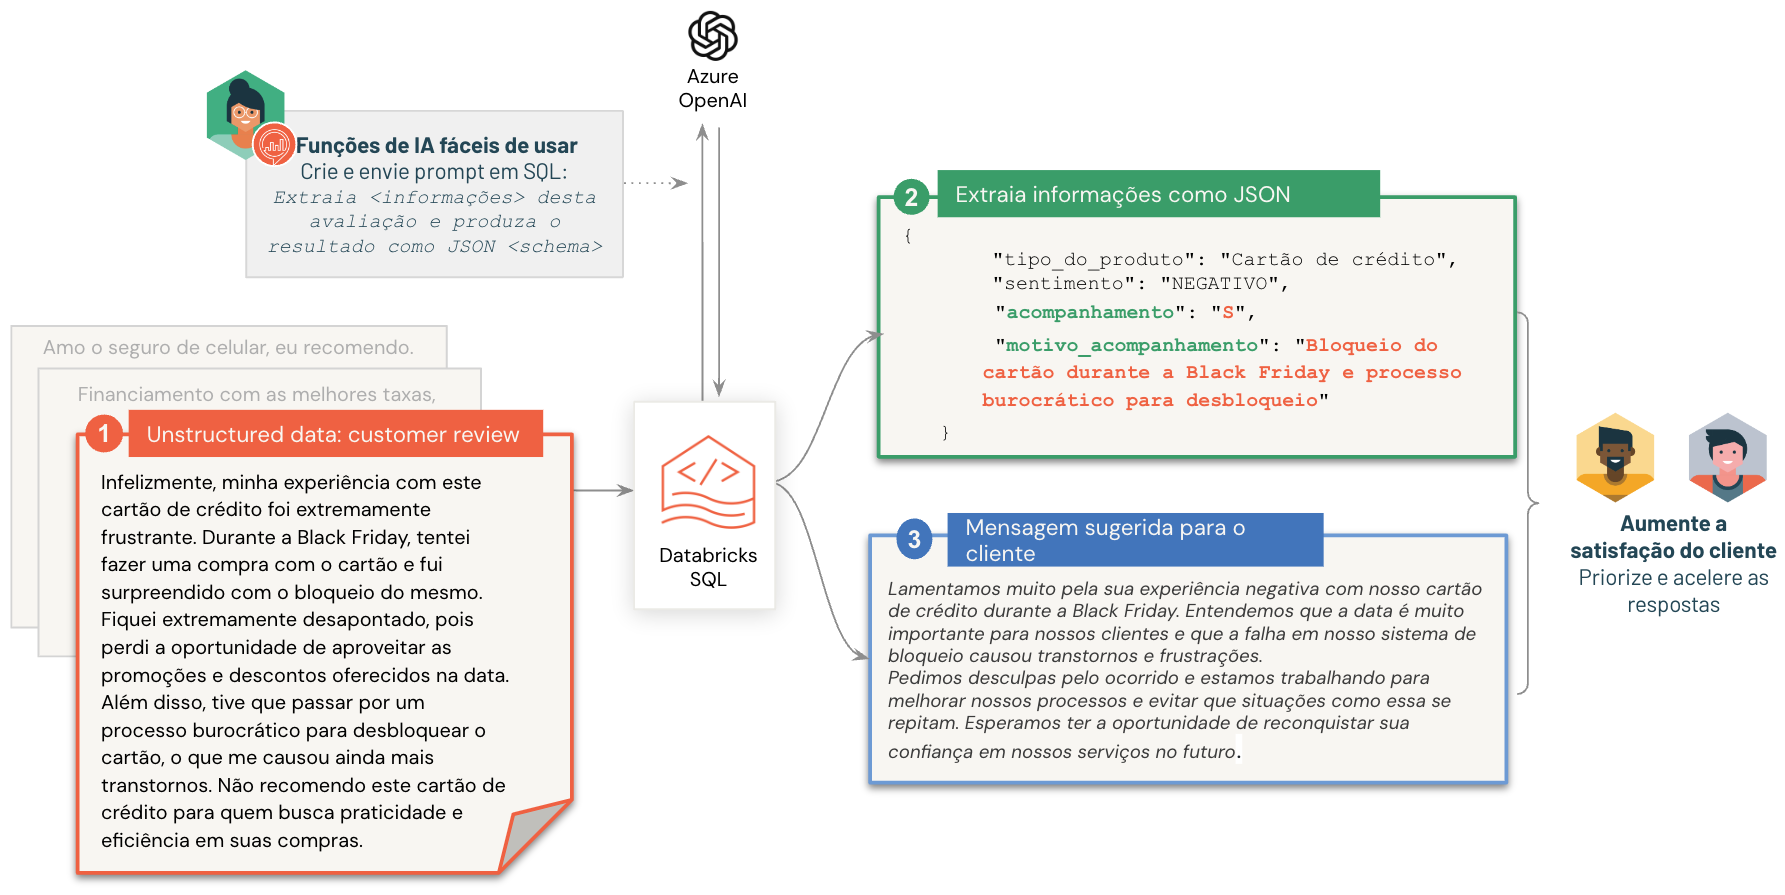 Azure
OpenAI
Funções de IA fáceis de usar
Crie e envie prompt em SQL:
Extraia <informações> desta
avaliação e produza o
resultado como JSON <schema>
Amo o seguro de celular, eu recomendo.
Financiamento com as melhores taxas,
1
Unstructured data: customer review
Infelizmente, minha experiência com este
cartão de crédito foi extremamente
frustrante. Durante a Black Friday, tentei
fazer uma compra com o cartão e fui
surpreendido com o bloqueio do mesmo.
Fiquei extremamente desapontado, pois
perdi a oportunidade de aproveitar as
promoções e descontos oferecidos na data.
Além disso, tive que passar por um
processo burocrático para desbloquear o
cartão, o que me causou ainda mais
transtornos. Não recomendo este cartão de
crédito para quem busca praticidade e
eficiência em suas compras.
</>
Databricks
SQL
2
Extraia informações como JSON
{
"tipo_do_produto": "Cartão de crédito",
"sentimento": "NEGATIVO",
"acompanhamento": "S",
"motivo_acompanhamento": "Bloqueio do
cartão durante a Black Friday e processo
burocrático para desbloqueio"
}
3
Mensagem sugerida para o
cliente
Lamentamos muito pela sua experiência negativa com nosso cartão
de crédito durante a Black Friday. Entendemos que a data é muito
importante para nossos clientes e que a falha em nosso sistema de
bloqueio causou transtornos e frustrações.
Pedimos desculpas pelo ocorrido e estamos trabalhando para
melhorar nossos processos e evitar que situações como essa se
repitam. Esperamos ter a oportunidade de reconquistar sua
confiança em nossos serviços no futuro.
Aumente a
satisfação do cliente
Priorize e acelere as
respostas